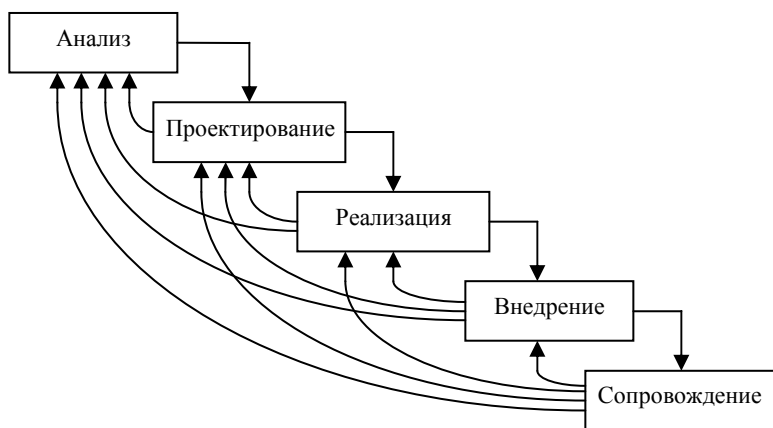 Анализ
Проектирование
Реализация
Внедрение
Сопровождение